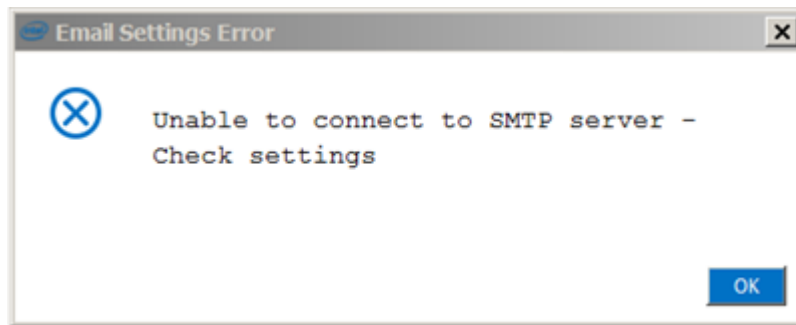 Email Settings Error
Unable to connect to SMTP server -
Check settings
OK